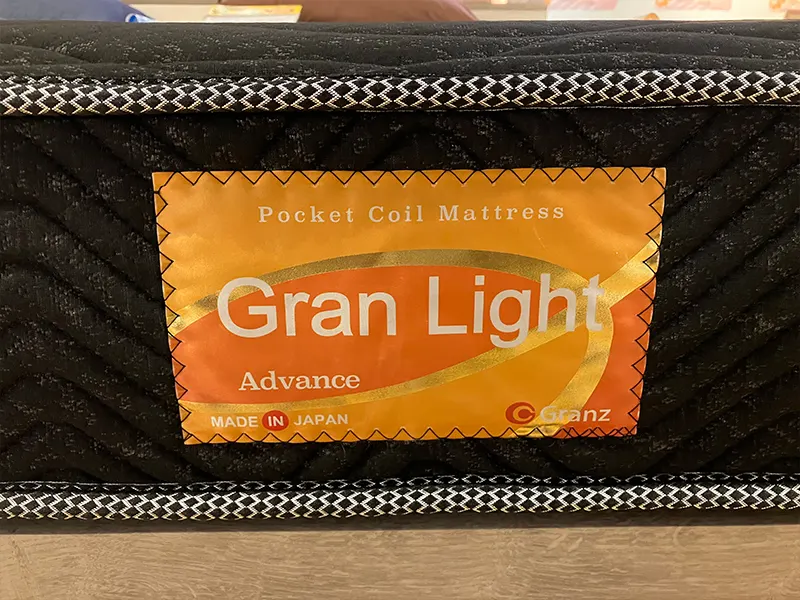 Pocket Coil Mattress
Gran Light
Advance
MADE IN JAPAN
Granz